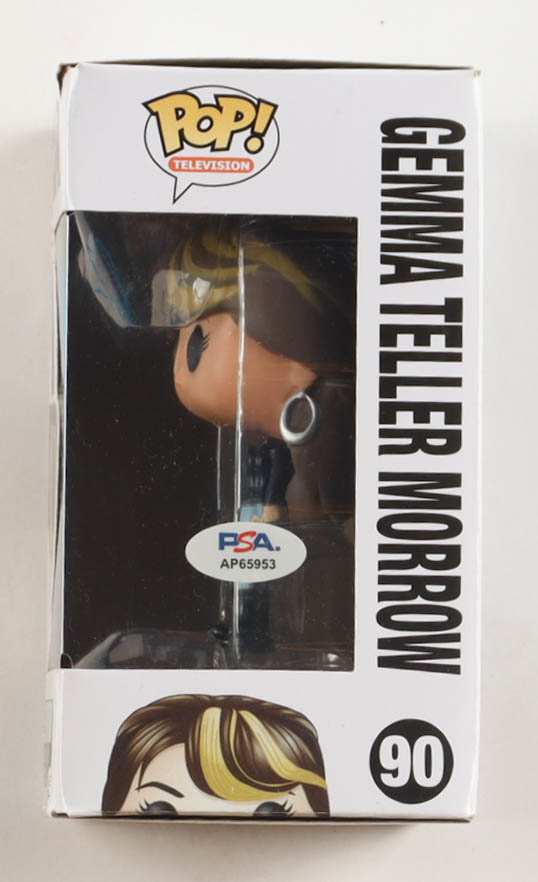 POP!
TELEVISION
GEMMA TELLER MORROW
PSA.
AP65953
90